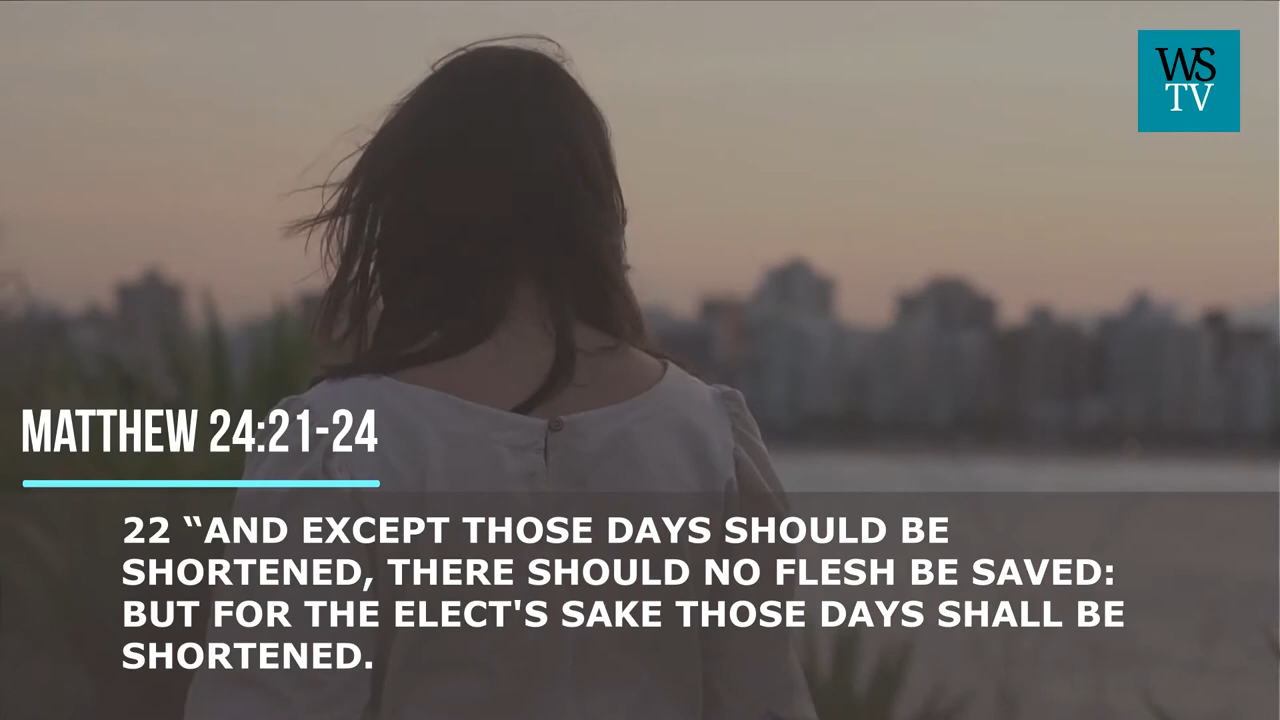 WS
TV
MATTHEW 24:21-24
22 “AND EXCEPT THOSE DAYS SHOULD BE
SHORTENED, THERE SHOULD NO FLESH BE SAVED:
BUT FOR THE ELECT'S SAKE THOSE DAYS SHALL BE
SHORTENED.